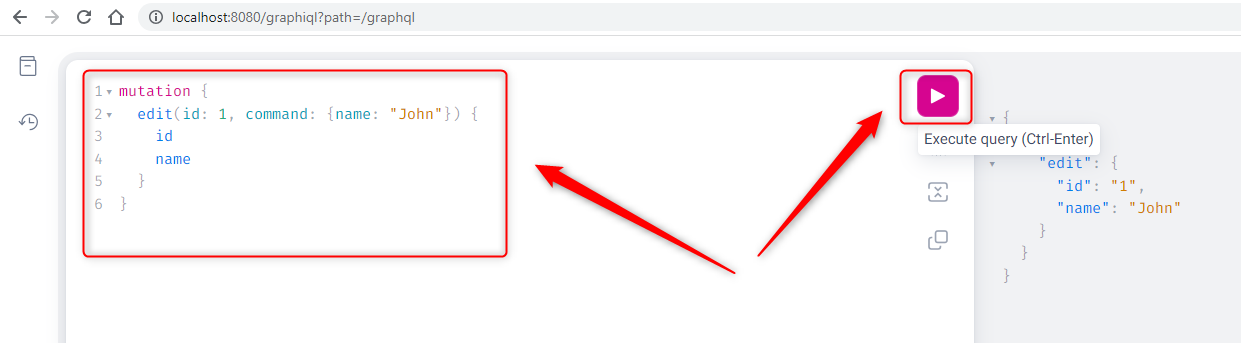 localhost:8080/graphiql?path=/graphql
1 mutation {
2 edit(id: 1, command: {name: "John"}) {
3 id
4 name
5 }
6 }
Execute query (Ctrl-Enter)
{
"edit": {
"id": "1",
"name": "John"
}
}
}